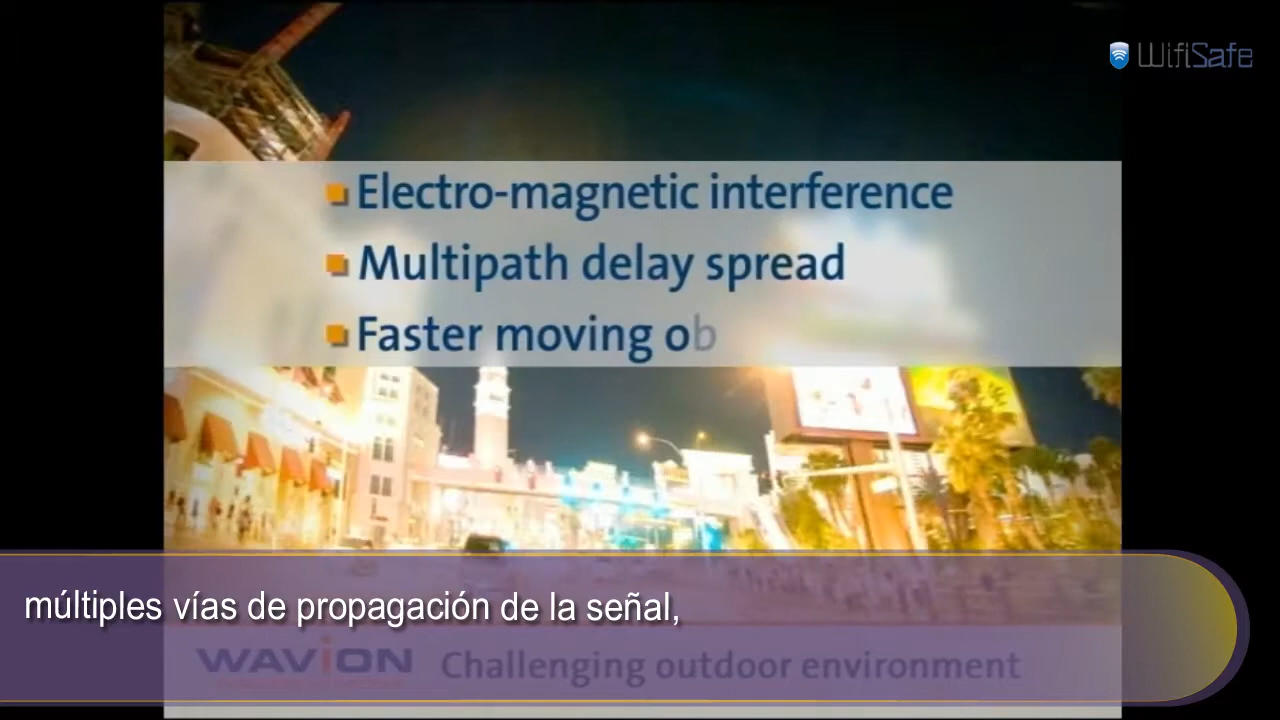 WifiSafe
Electro-magnetic interference
Multipath delay spread
Faster moving ob
múltiples vías de propagación de la señal,
WAVION Challenging outdoor environment